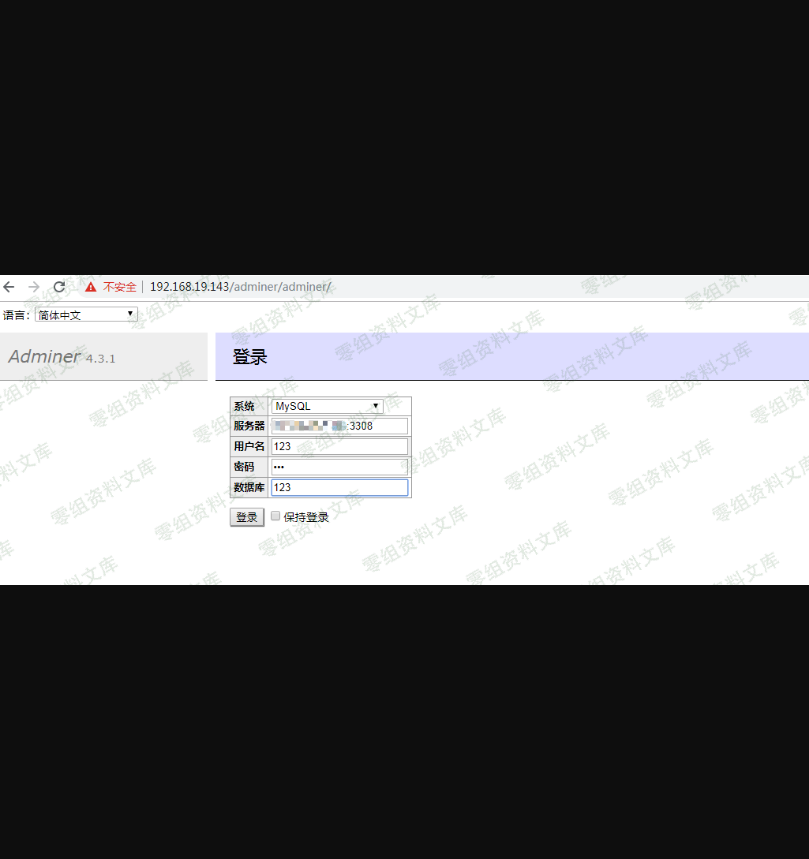 不安全 | 192.168.19.143/adminer/adminer/
语言: 简体中文
Adminer 4.3.1
登录
系统 MySQL
服务器 :3308
用户名 123
密码 •••
数据库 123
登录 保持登录
零组资料文库